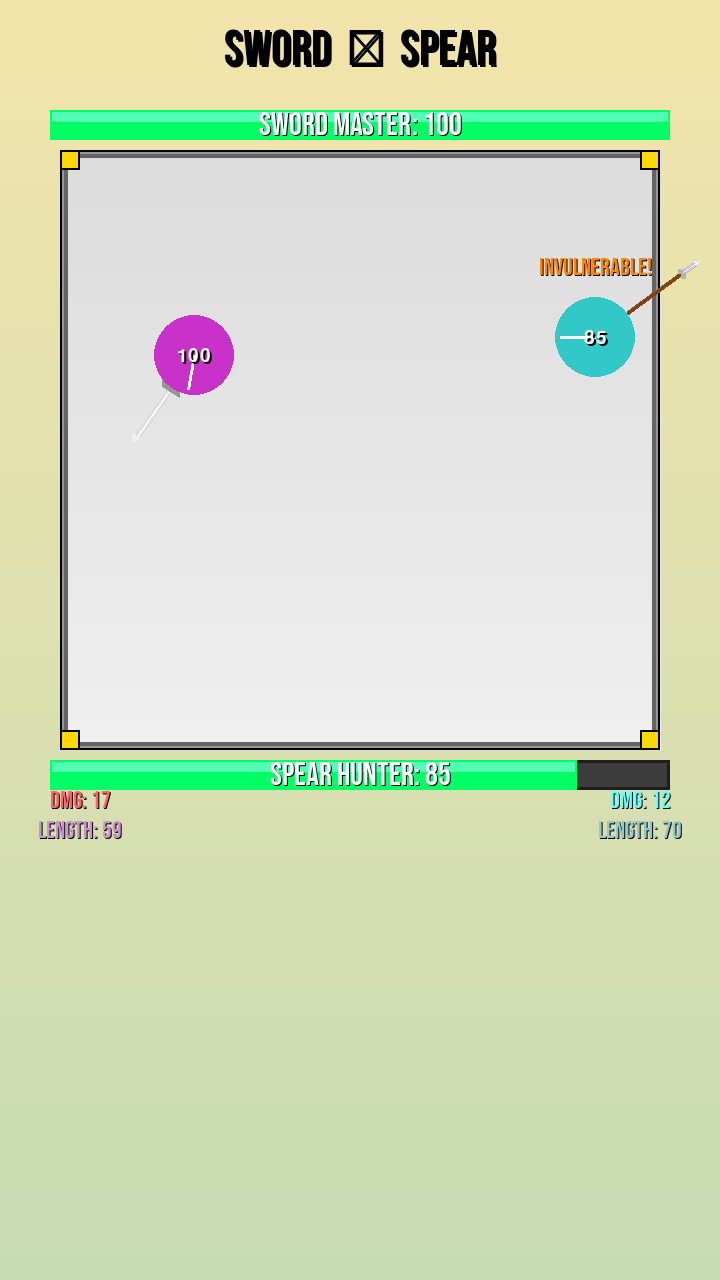 SWORD ☒ SPEAR
SWORD MASTER: 100
INVULNERABLE!
85
100
SPEAR HUNTER: 85
DMG: 17
DMG: 12
LENGTH: 59
LENGTH: 70